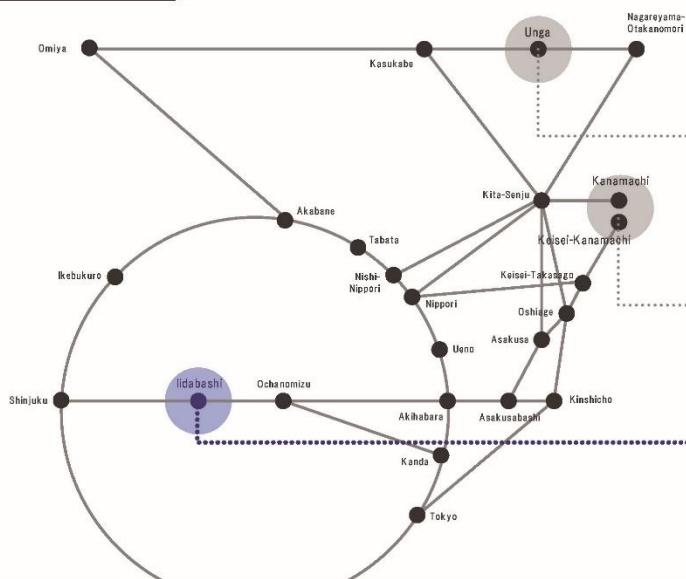 Nagareyama-
Otakanomori
Unga
Omiya
Kasukabe
Kanamachi
Kita-Senju
Akabane
Keisei-Kanamachi
Tabata
Ikebukuro
Nishi-
Nippori
Keisei-Takasago
Nippori
Oshiage
Asakusa
Ueno
Iidabashi
Ochanomizu
Shinjuku
Akihabara
Asakusabashi
Kinshicho
Kanda
Tokyo